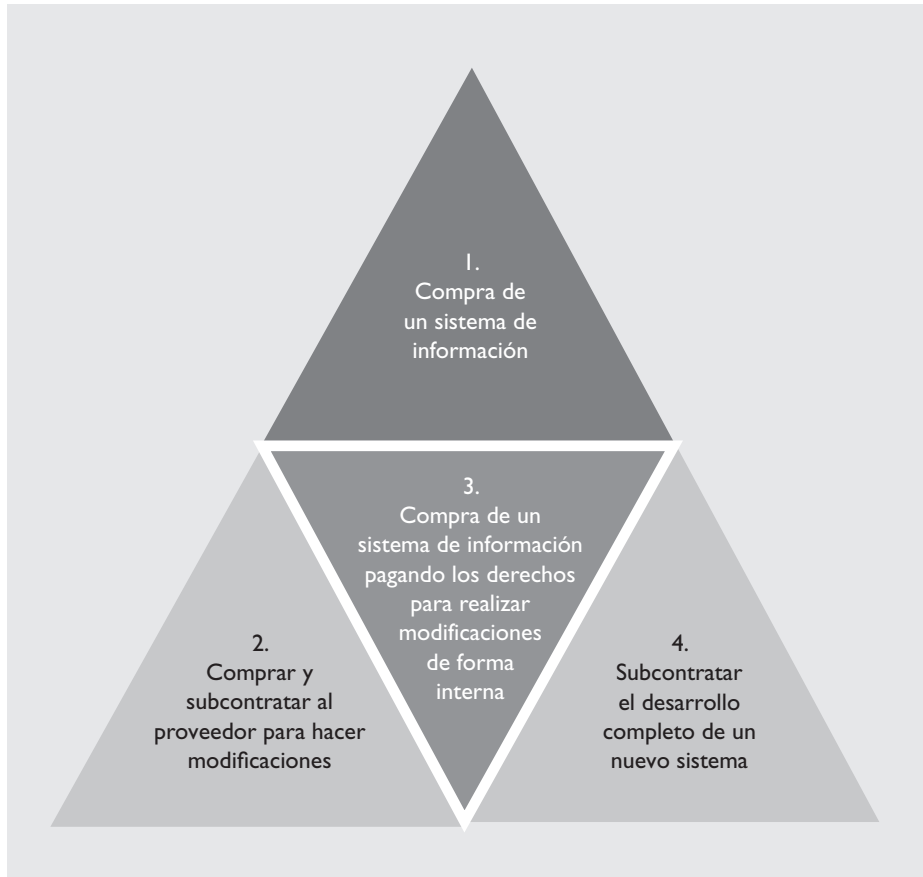 1.
Compra de
un sistema de
información
3.
Compra de un
sistema de información
pagando los derechos
para realizar
modificaciones
de forma
interna
2.
Comprar y
subcontratar al
proveedor para hacer
modificaciones
4.
Subcontratar
el desarrollo
completo de un
nuevo sistema